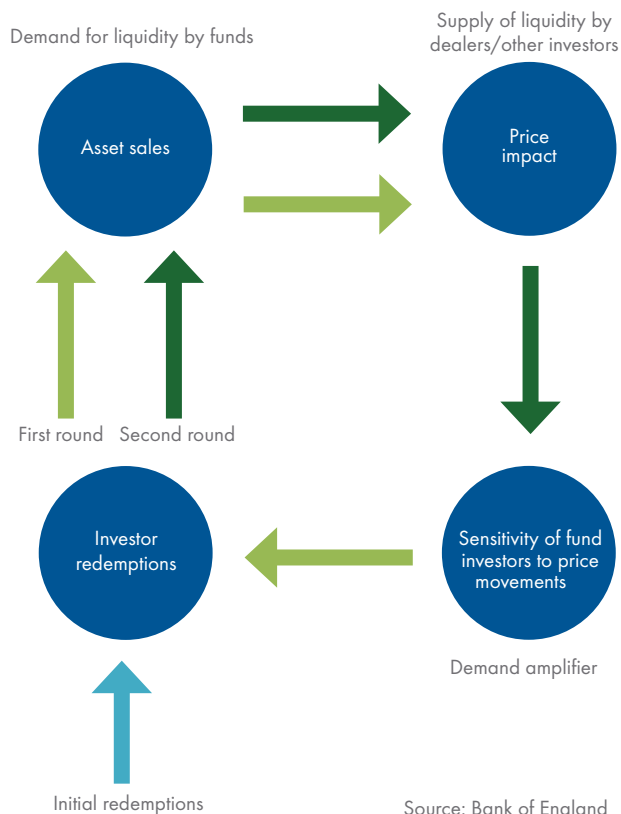 Demand for liquidity by funds
Supply of liquidity by
dealers/other investors
Asset sales
Price
impact
First round
Second round
Investor
redemptions
Sensitivity of fund
investors to price
movements
Demand amplifier
Initial redemptions
Source: Bank of England